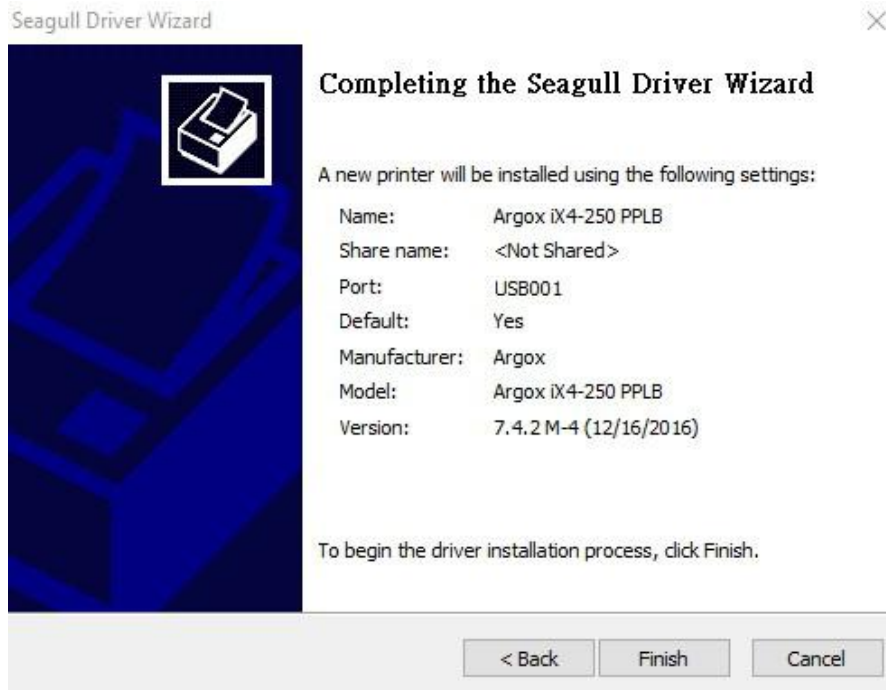 Seagull Driver Wizard
Completing the Seagull Driver Wizard
A new printer will be installed using the following settings:
Name: Argox iX4-250 PPLB
Share name: <Not Shared>
Port: USB001
Default: Yes
Manufacturer: Argox
Model: Argox iX4-250 PPLB
Version: 7.4.2 M-4 (12/16/2016)
To begin the driver installation process, click Finish.
< Back Finish Cancel